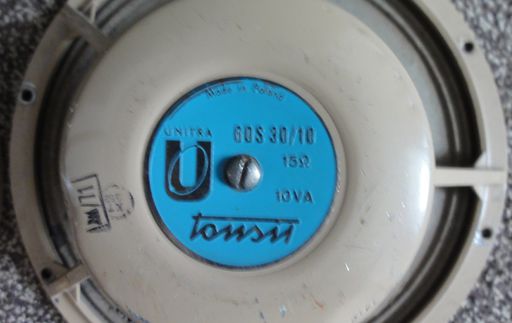 Made in Poland
UNITRA
GDS 30/10
15Ω
10VA
Tonsil